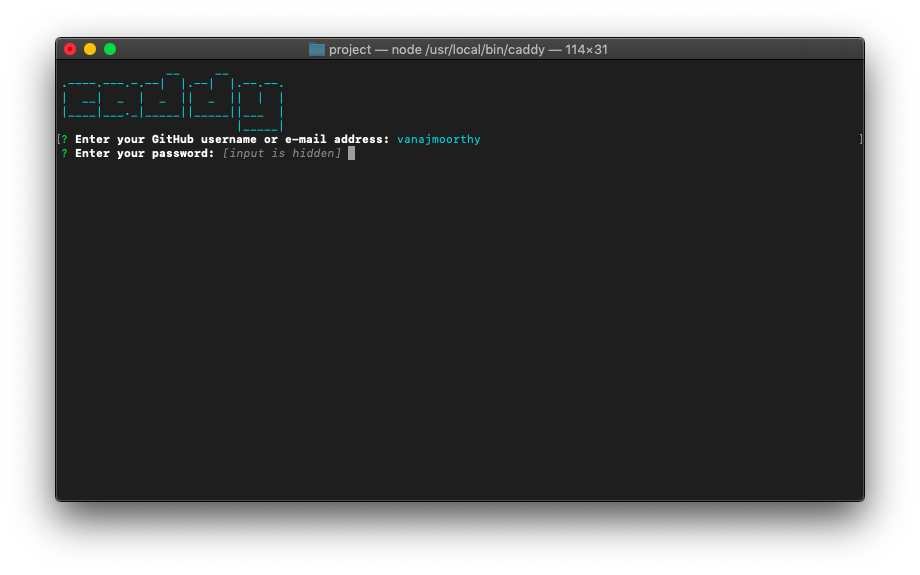 project — node /usr/local/bin/caddy — 114×31
caddy
[? Enter your GitHub username or e-mail address: vanajmoorthy ]
? Enter your password: [input is hidden]